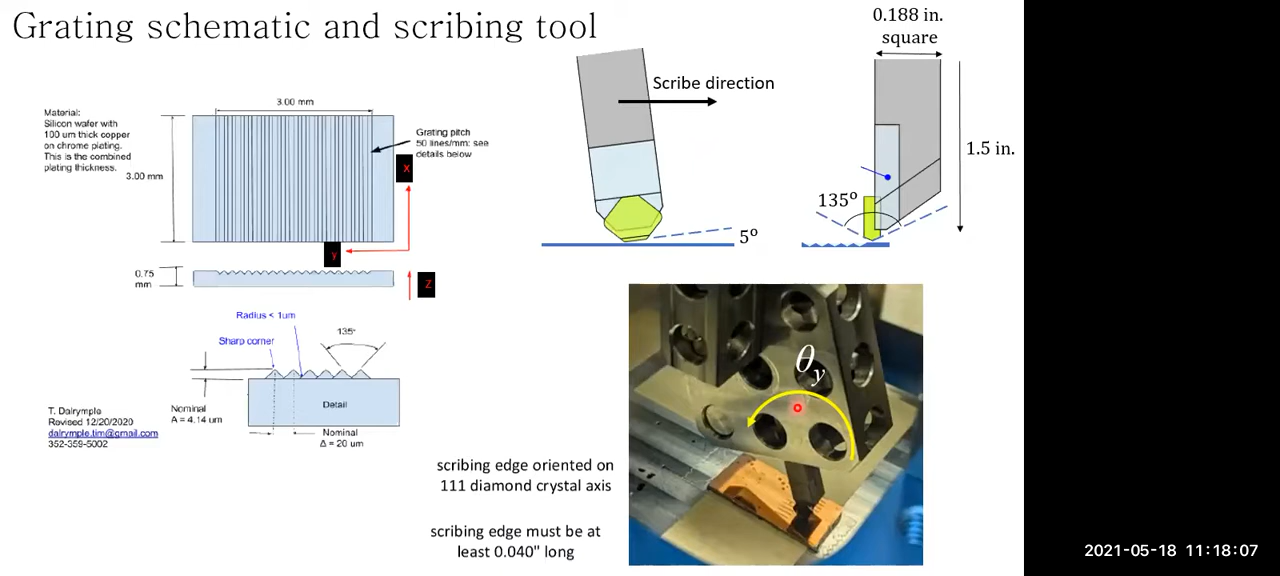 Grating schematic and scribing tool
0.188 in.
square
Scribe direction
1.5 in.
135º
5º
Material:
Silicon wafer with
100 um thick copper
on chrome plating.
This is the combined
plating thickness.
3.00 mm
3.00 mm
Grating pitch
50 lines/mm: see
details below
X
y
0.75
mm
Z
Radius < 1um
Sharp corner
135°
Detail
Nominal
A = 4.14 um
Nominal
Δ = 20 um
T. Dalrymple
Revised 12/20/2020
dalrymple.tim@gmail.com
352-359-5002
θy
scribing edge oriented on
111 diamond crystal axis
scribing edge must be at
least 0.040" long
2021-05-18 11:18:07